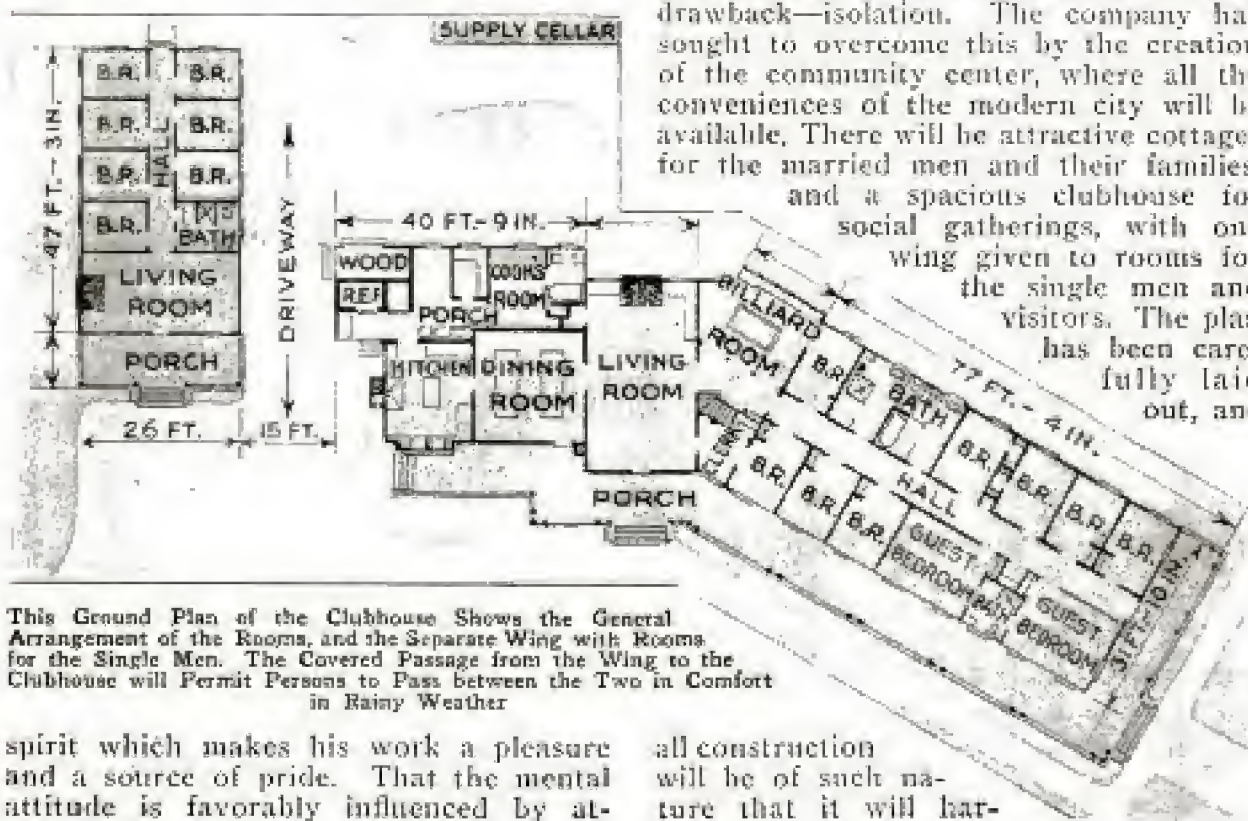 SUPPLY CELLAR
B.R.
B.R.
B.R.
B.R.
B.R.
B.R.
B.R.
HALL
BATH
LIVING
ROOM
PORCH
47 FT.-3 IN.
26 FT.
15 FT.
DRIVEWAY
40 FT.-9 IN.
WOOD
REF.
PORCH
COOK'S
ROOM
KITCHEN
DINING
ROOM
LIVING
ROOM
PORCH
BILLIARD
ROOM
B.R.
BATH
B.R.
B.R.
B.R.
B.R.
77 FT.-4 IN.
HALL
B.R.
B.R.
B.R.
GUEST
BEDROOM
BATH
GUEST
BEDROOM
drawback—isolation. The company ha
sought to overcome this by the creation
of the community center, where all th
conveniences of the modern city will b
available. There will be attractive cottage
for the married men and their families
and a spacious clubhouse fo
social gatherings, with on
wing given to rooms fo
the single men and
visitors. The plan
has been care
fully laid
out, and
This Ground Plan of the Clubhouse Shows the General
Arrangement of the Rooms, and the Separate Wing with Rooms
for the Single Men. The Covered Passage from the Wing to the
Clubhouse will Permit Persons to Pass between the Two in Comfort
in Rainy Weather
spirit which makes his work a pleasure
and a source of pride. That the mental
attitude is favorably influenced by at-
all construction
will be of such na-
ture that it will har-